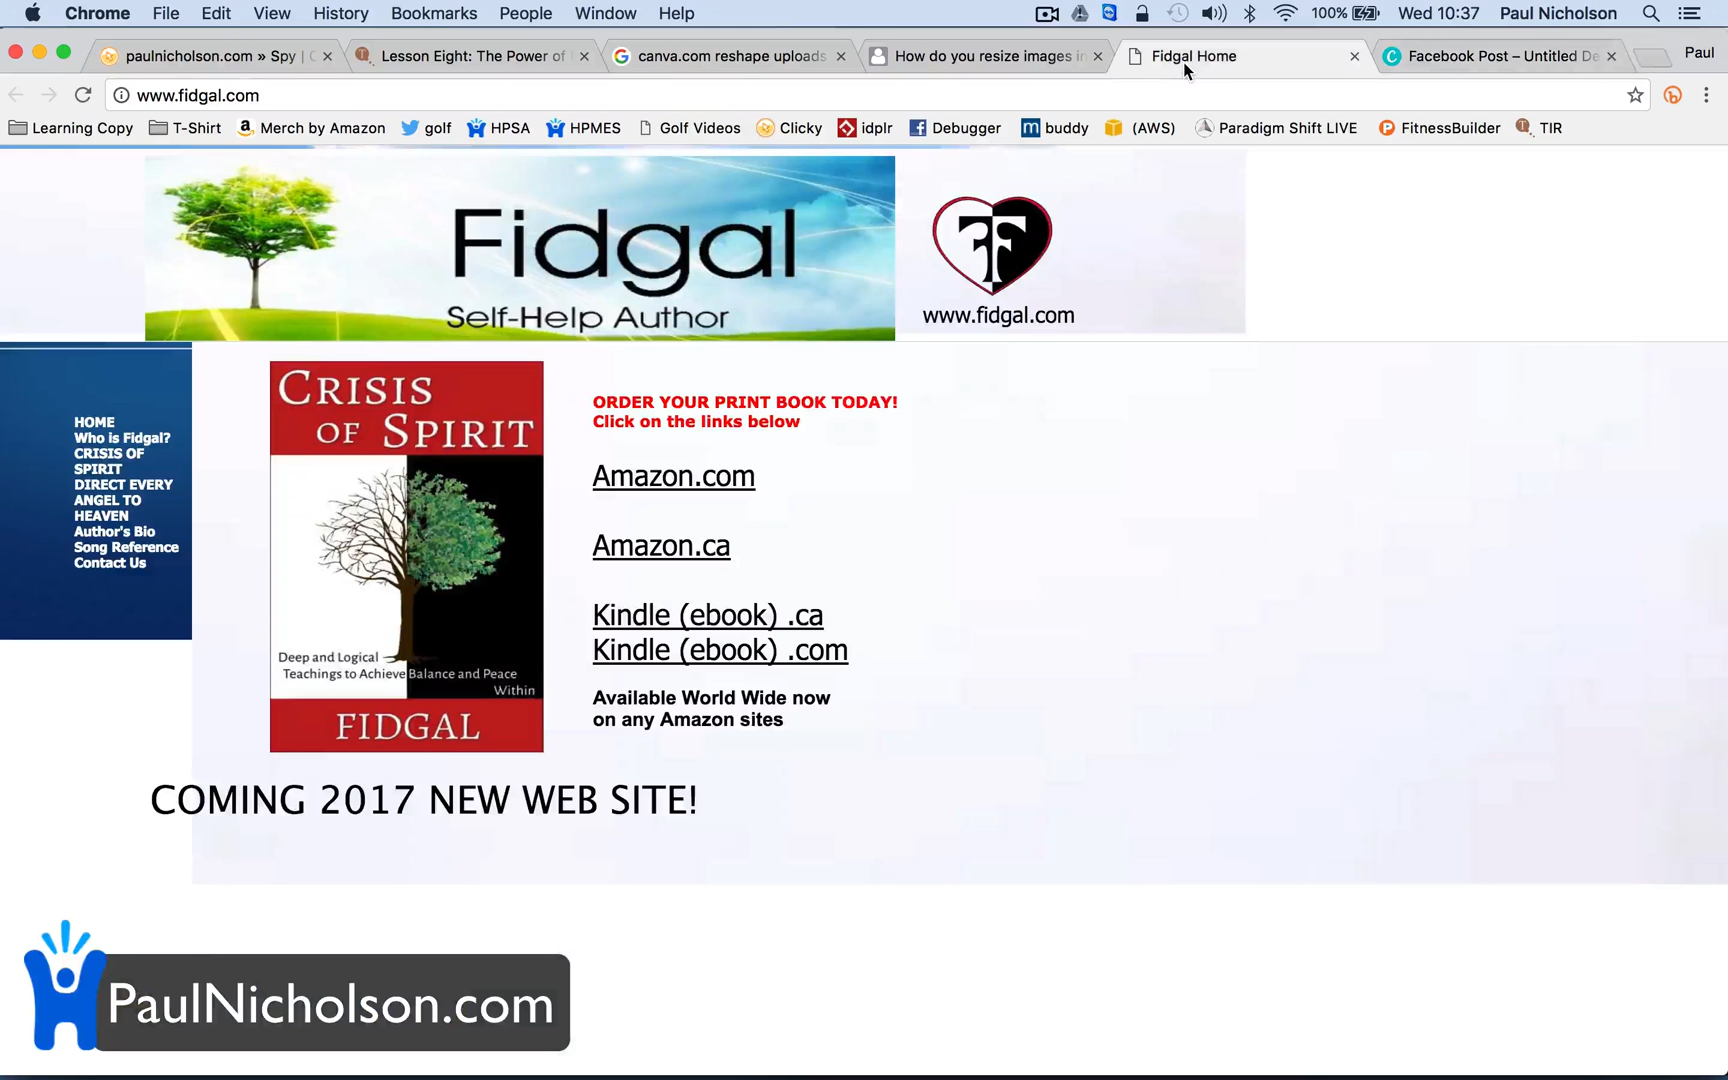 Chrome File Edit View History Bookmarks People Window Help 100% Wed 10:37 Paul Nicholson
paulnicholson.com » Spy | Lesson Eight: The Power of canva.com reshape uploads How do you resize images in Fidgal Home Facebook Post – Untitled De Paul
www.fidgal.com
Learning Copy T-Shirt Merch by Amazon golf HPSA HPMES Golf Videos Clicky idplr Debugger buddy (AWS) Paradigm Shift LIVE FitnessBuilder TIR
Fidgal
Self-Help Author
www.fidgal.com
HOME
Who is Fidgal?
CRISIS OF
SPIRIT
DIRECT EVERY
ANGEL TO
HEAVEN
Author's Bio
Song Reference
Contact Us
CRISIS
OF SPIRIT
Deep and Logical
Teachings to Achieve Balance and Peace
Within
FIDGAL
ORDER YOUR PRINT BOOK TODAY!
Click on the links below
Amazon.com
Amazon.ca
Kindle (ebook) .ca
Kindle (ebook) .com
Available World Wide now
on any Amazon sites
COMING 2017 NEW WEB SITE!
PaulNicholson.com